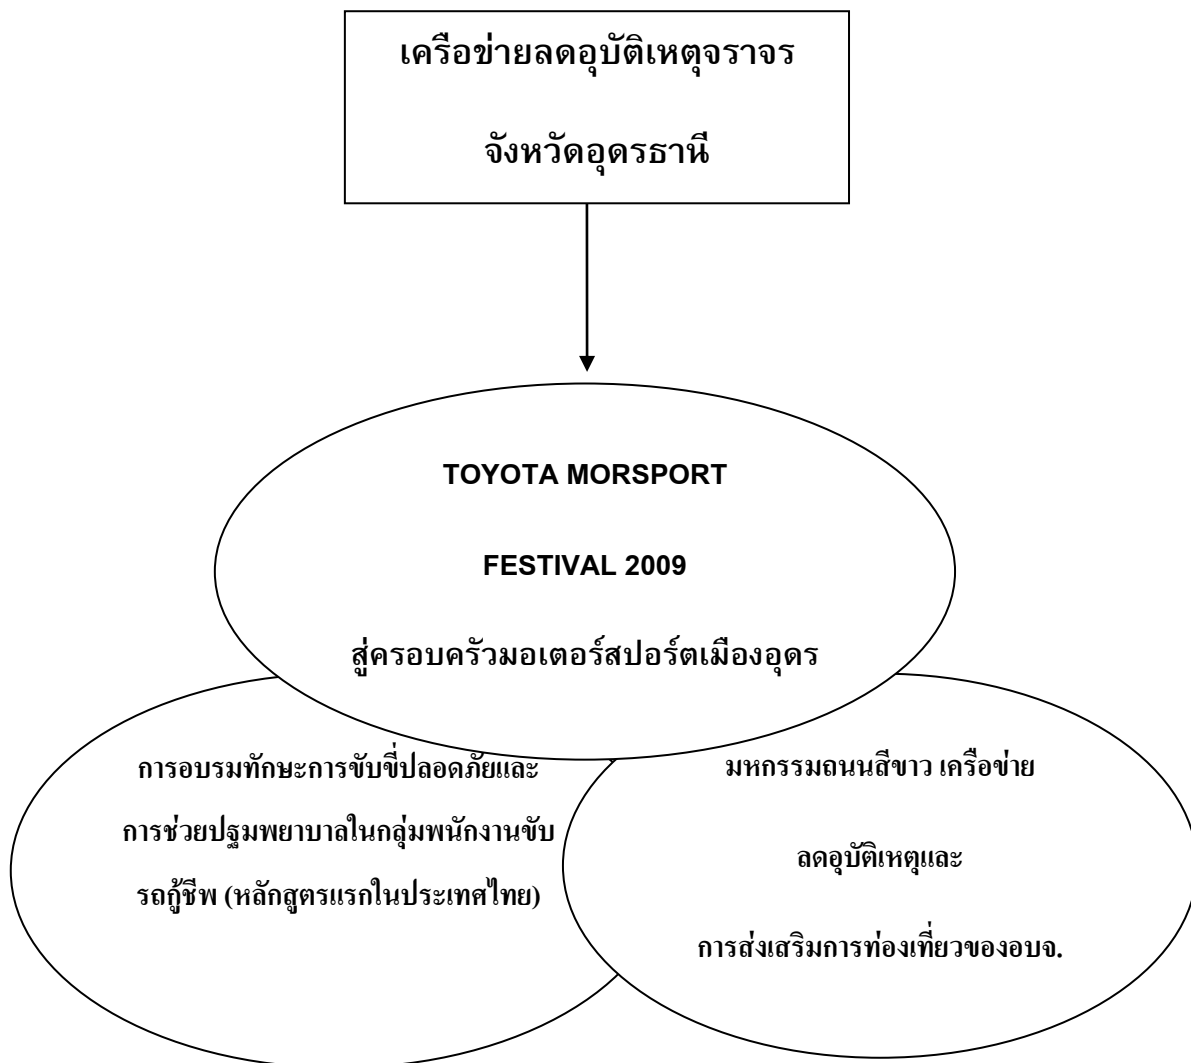 เครือข่ายลดอุบัติเหตุจราจร
จังหวัดอุดรธานี
TOYOTA MORSPORT
FESTIVAL 2009
สู่ครอบครัวมอเตอร์สปอร์ตเมืองอุดร
การอบรมทักษะการขับขี่ปลอดภัยและ
การช่วยปฐมพยาบาลในกลุ่มพนักงานขับ
รถกู้ชีพ (หลักสูตรแรกในประเทศไทย)
มหกรรมถนนสีขาว เครือข่าย
ลดอุบัติเหตุและ
การส่งเสริมการท่องเที่ยวของอบจ.